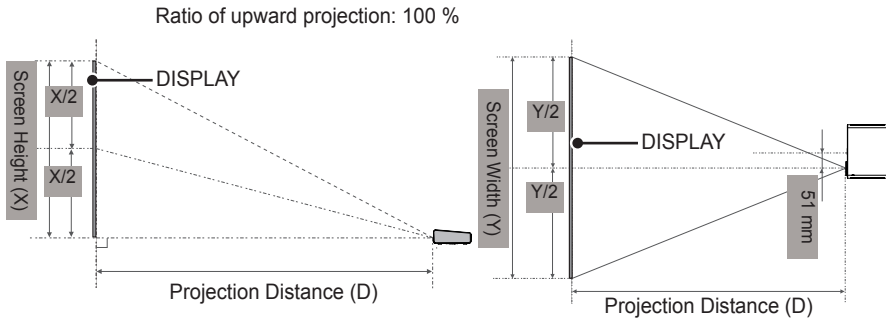 Ratio of upward projection: 100 %
Screen Height (X)
X/2
X/2
DISPLAY
Projection Distance (D)
Screen Width (Y)
Y/2
Y/2
DISPLAY
51 mm
Projection Distance (D)